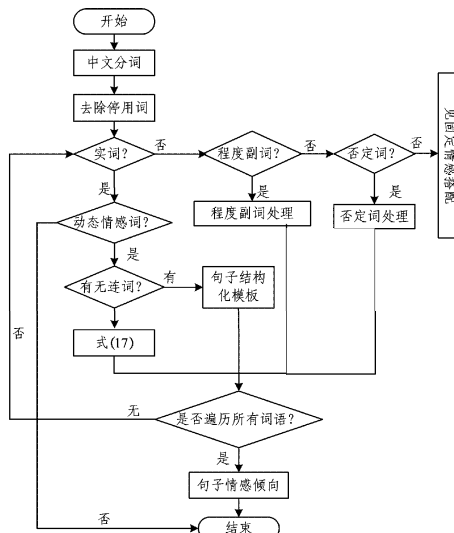 开始
中文分词
去除停用词
实词?
否
程度副词?
否
否定词?
否
是
是
是
动态情感词?
程度副词处理
否定词处理
是
有无连词?
有
句子结构
化模板
否
式(17)
无
是否遍历所有词语?
是
句子情感倾向
否
结束